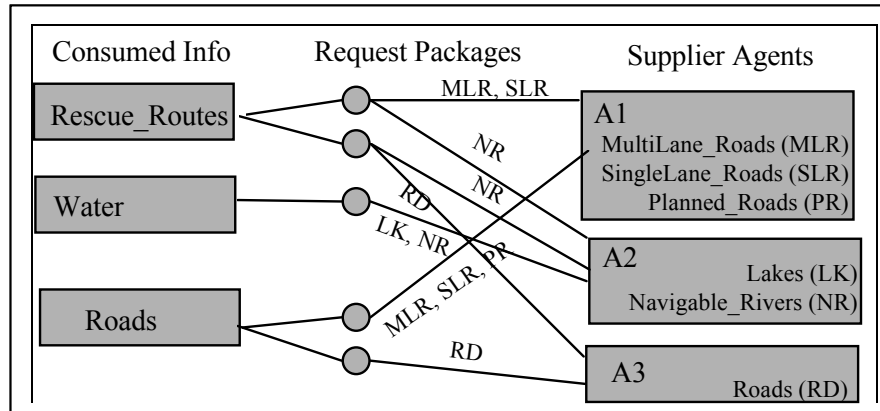 Consumed Info
Request Packages
Supplier Agents
Rescue_Routes
Water
Roads
MLR, SLR
NR
NR
RD
LK, NR
MLR, SLR, PR
RD
A1
MultiLane_Roads (MLR)
SingleLane_Roads (SLR)
Planned_Roads (PR)
A2
Lakes (LK)
Navigable_Rivers (NR)
A3
Roads (RD)